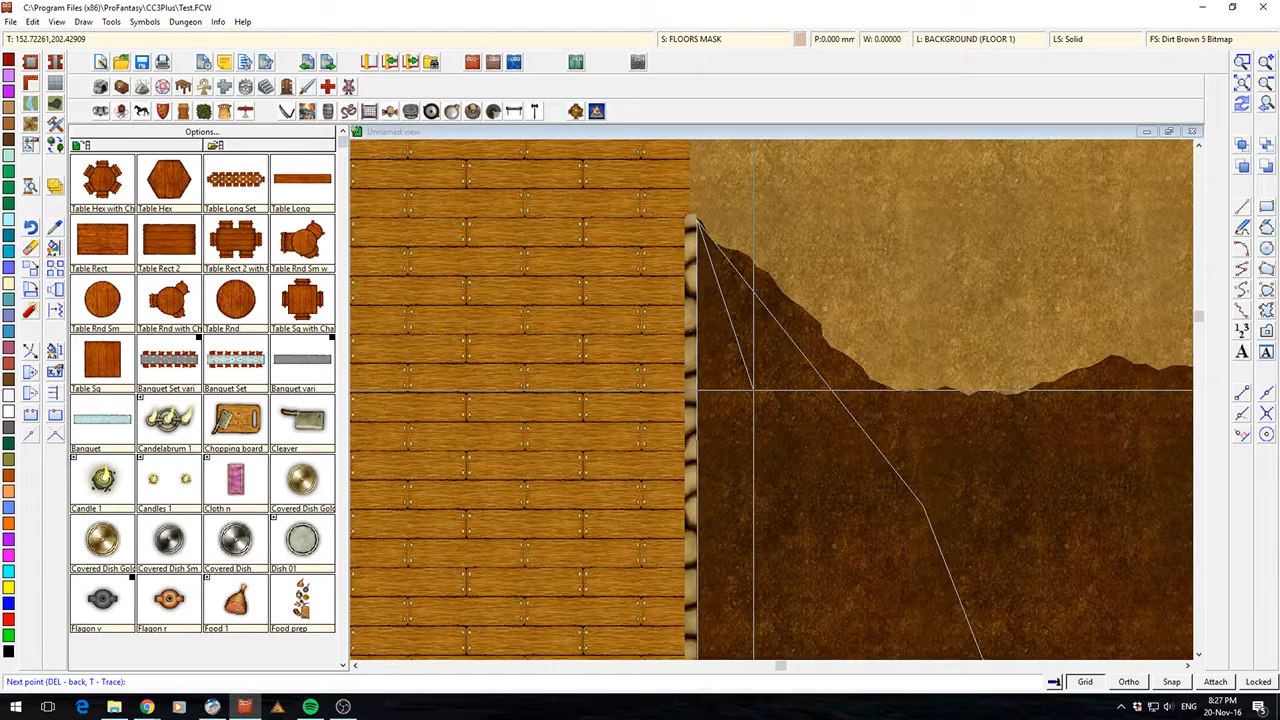 C:\Program Files (x86)\ProFantasy\CC3Plus\Test.FCW
File Edit View Draw Tools Symbols Dungeon Info Help
T: 152.72261,202.42909 S: FLOORS MASK P:0.000 mm W: 0.00000 L: BACKGROUND (FLOOR 1) LS: Solid FS: Dirt Brown 5 Bitmap
Options... Unnamed view
Table Hex with Ch Table Hex Table Long Set Table Long
Table Rect Table Rect 2 Table Rect 2 with C Table Rnd Sm w
Table Rnd Sm Table Rnd with Ch Table Rnd Table Sq with Cha
Table Sq Banquet Set vari Banquet Set Banquet vari
Banquet Candelabrum 1 Chopping board Cleaver
Candle 1 Candles 1 Cloth n Covered Dish Gold
Covered Dish Gold Covered Dish Sm Covered Dish Dish 01
Flagon v Flagon r Food 1 Food prep
Next point (DEL - back, T - Trace): Grid Ortho Snap Attach Locked
ENG 8:27 PM
20-Nov-16